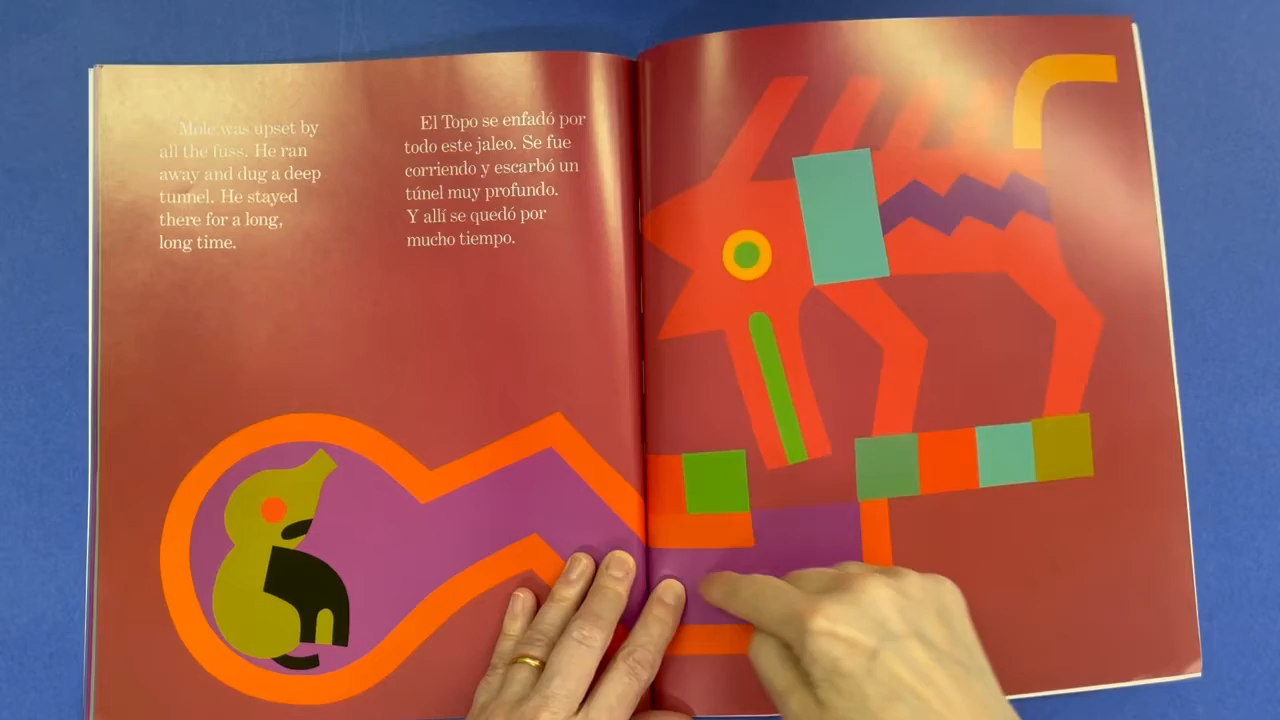 Mole was upset by
all the fuss. He ran
away and dug a deep
tunnel. He stayed
there for a long,
long time.
El Topo se enfadó por
todo este jaleo. Se fue
corriendo y escarbó un
túnel muy profundo.
Y allí se quedó por
mucho tiempo.